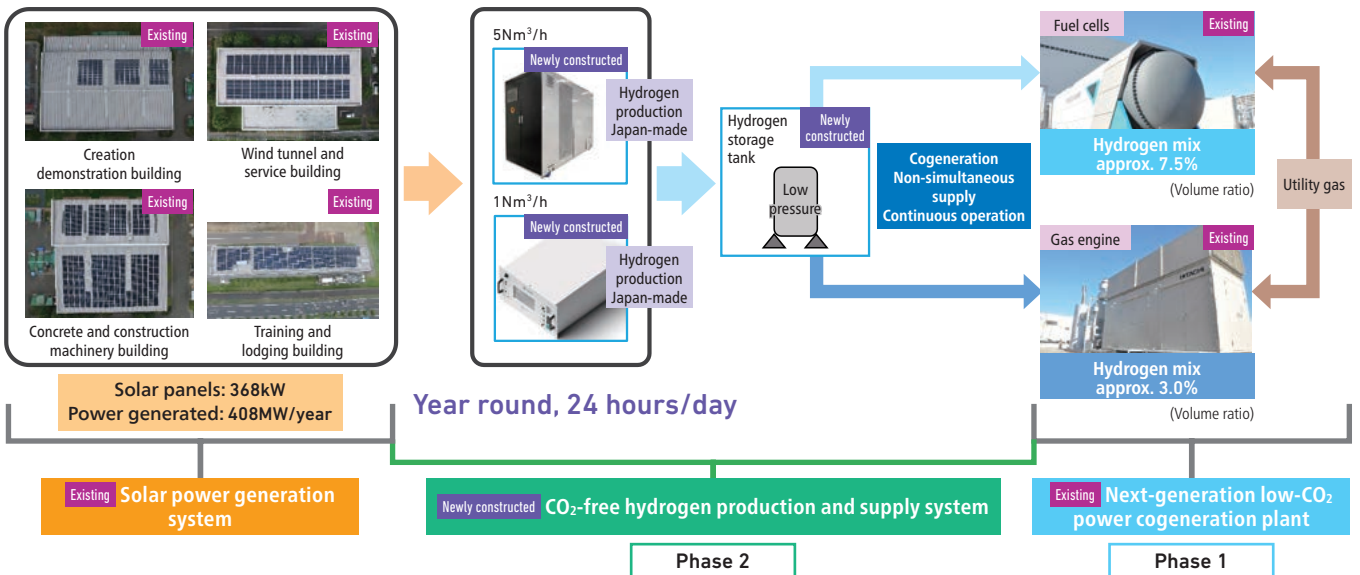 Existing
Creation
demonstration building
Existing
Wind tunnel and
service building
Existing
Concrete and construction
machinery building
Existing
Training and
lodging building
Solar panels: 368kW
Power generated: 408MW/year
5Nm³/h
Newly constructed
Hydrogen
production
Japan-made
1Nm³/h
Newly constructed
Hydrogen
production
Japan-made
Hydrogen
storage
tank
Newly
constructed
Low
pressure
Cogeneration
Non-simultaneous
supply
Continuous operation
Fuel cells
Existing
Hydrogen mix
approx. 7.5%
(Volume ratio)
Utility gas
Gas engine
Existing
HITACHI
Hydrogen mix
approx. 3.0%
(Volume ratio)
Year round, 24 hours/day
Existing Solar power generation
system
Newly constructed CO₂-free hydrogen production and supply system
Existing Next-generation low-CO₂
power cogeneration plant
Phase 2
Phase 1